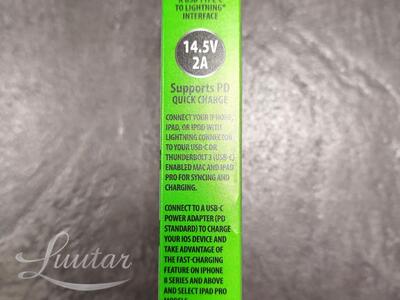 A USB TYPE-C
TO LIGHTNING®
INTERFACE
14.5V
2A
Supports PD
QUICK CHARGE
CONNECT YOUR IPHONE,
IPAD, OR IPOD WITH
LIGHTNING CONNECTOR
TO YOUR USB-C OR
THUNDERBOLT 3 (USB-C)
ENABLED MAC AND IPAD
PRO FOR SYNCING AND
CHARGING.
CONNECT TO A USB-C
POWER ADAPTER (PD
STANDARD) TO CHARGE
YOUR IOS DEVICE AND
TAKE ADVANTAGE OF
THE FAST-CHARGING
FEATURE ON IPHONE
8 SERIES AND ABOVE
AND SELECT IPAD PRO
MODELS
Luutar